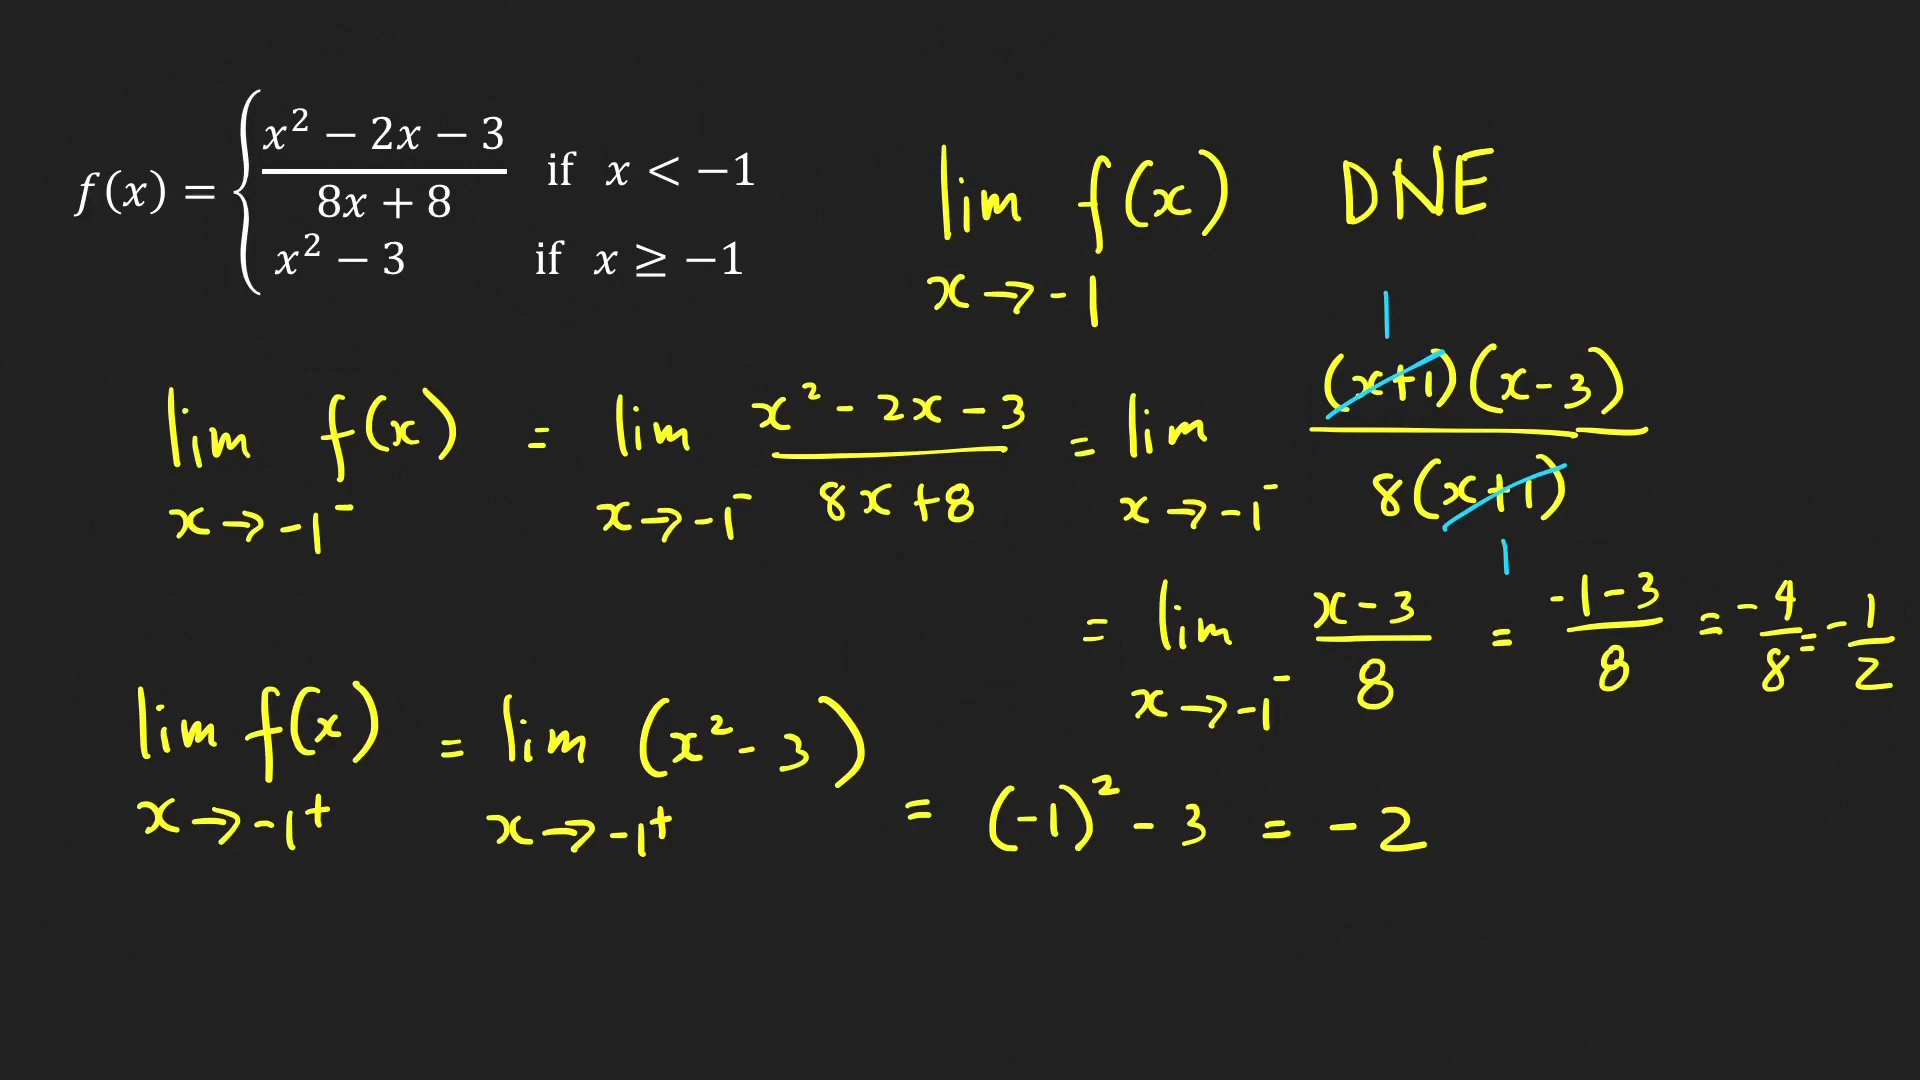 f(x) = { (x² − 2x − 3)/(8x + 8) if x < −1
x² − 3 if x ≥ −1
lim f(x) DNE
x → -1
lim f(x) = lim (x² - 2x - 3)/(8x + 8) = lim ((x+1)(x-3))/(8(x+1))
x → -1⁻ x → -1⁻ x → -1⁻
1
1
= lim (x-3)/8 = (-1-3)/8 = -4/8 = -1/2
x → -1⁻
lim f(x) = lim (x² - 3) = (-1)² - 3 = -2
x → -1⁺ x → -1⁺